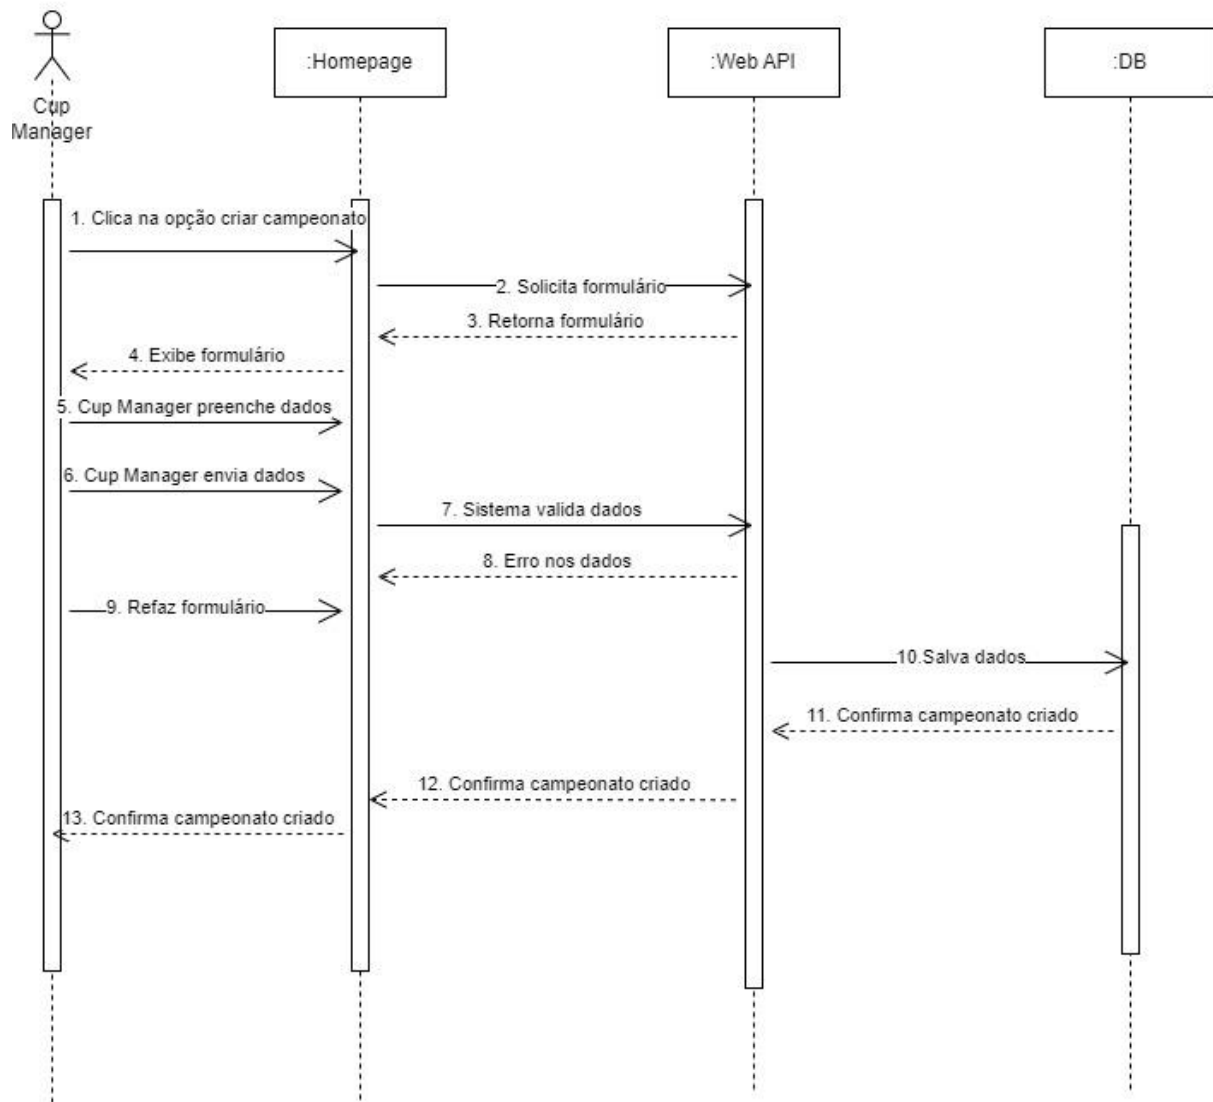 :Homepage
:Web API
:DB
Cup
Manager
1. Clica na opção criar campeonato
2. Solicita formulário
3. Retorna formulário
4. Exibe formulário
5. Cup Manager preenche dados
6. Cup Manager envia dados
7. Sistema valida dados
8. Erro nos dados
9. Refaz formulário
10.Salva dados
11. Confirma campeonato criado
12. Confirma campeonato criado
13. Confirma campeonato criado